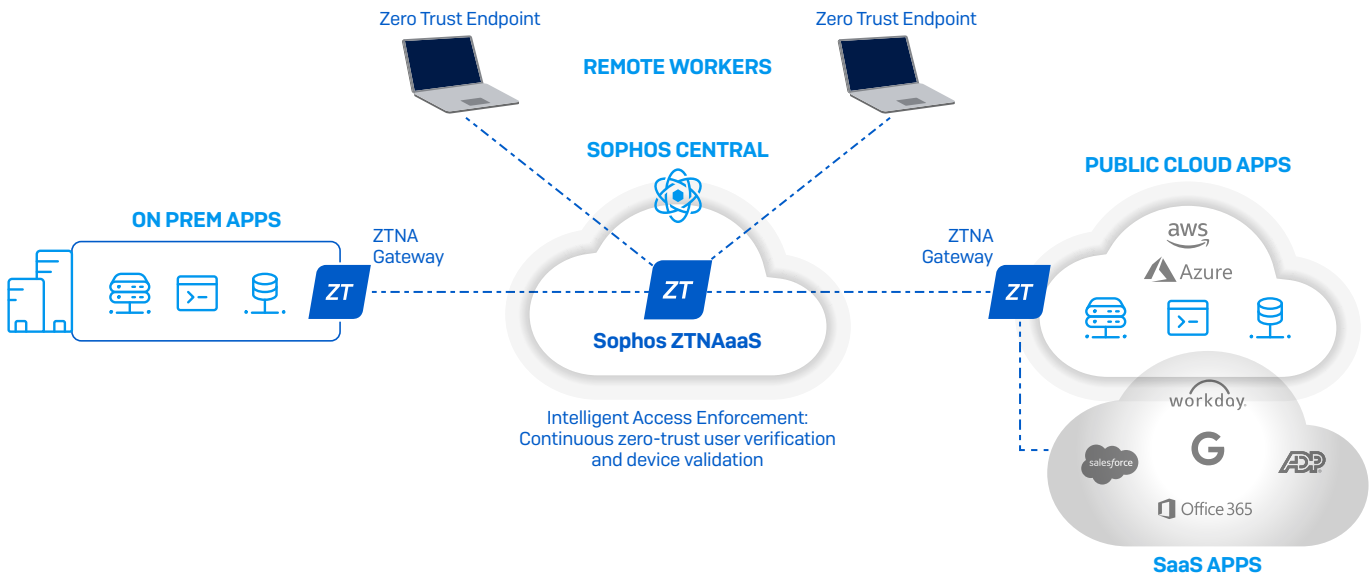 Zero Trust Endpoint
Zero Trust Endpoint
REMOTE WORKERS
SOPHOS CENTRAL
PUBLIC CLOUD APPS
ON PREM APPS
ZTNA
Gateway
ZTNA
Gateway
aws
Azure
ZT
ZT
ZT
>-
>-
Sophos ZTNAaaS
Intelligent Access Enforcement:
Continuous zero-trust user verification
and device validation
workday.
salesforce
G
ADP
Office 365
SaaS APPS